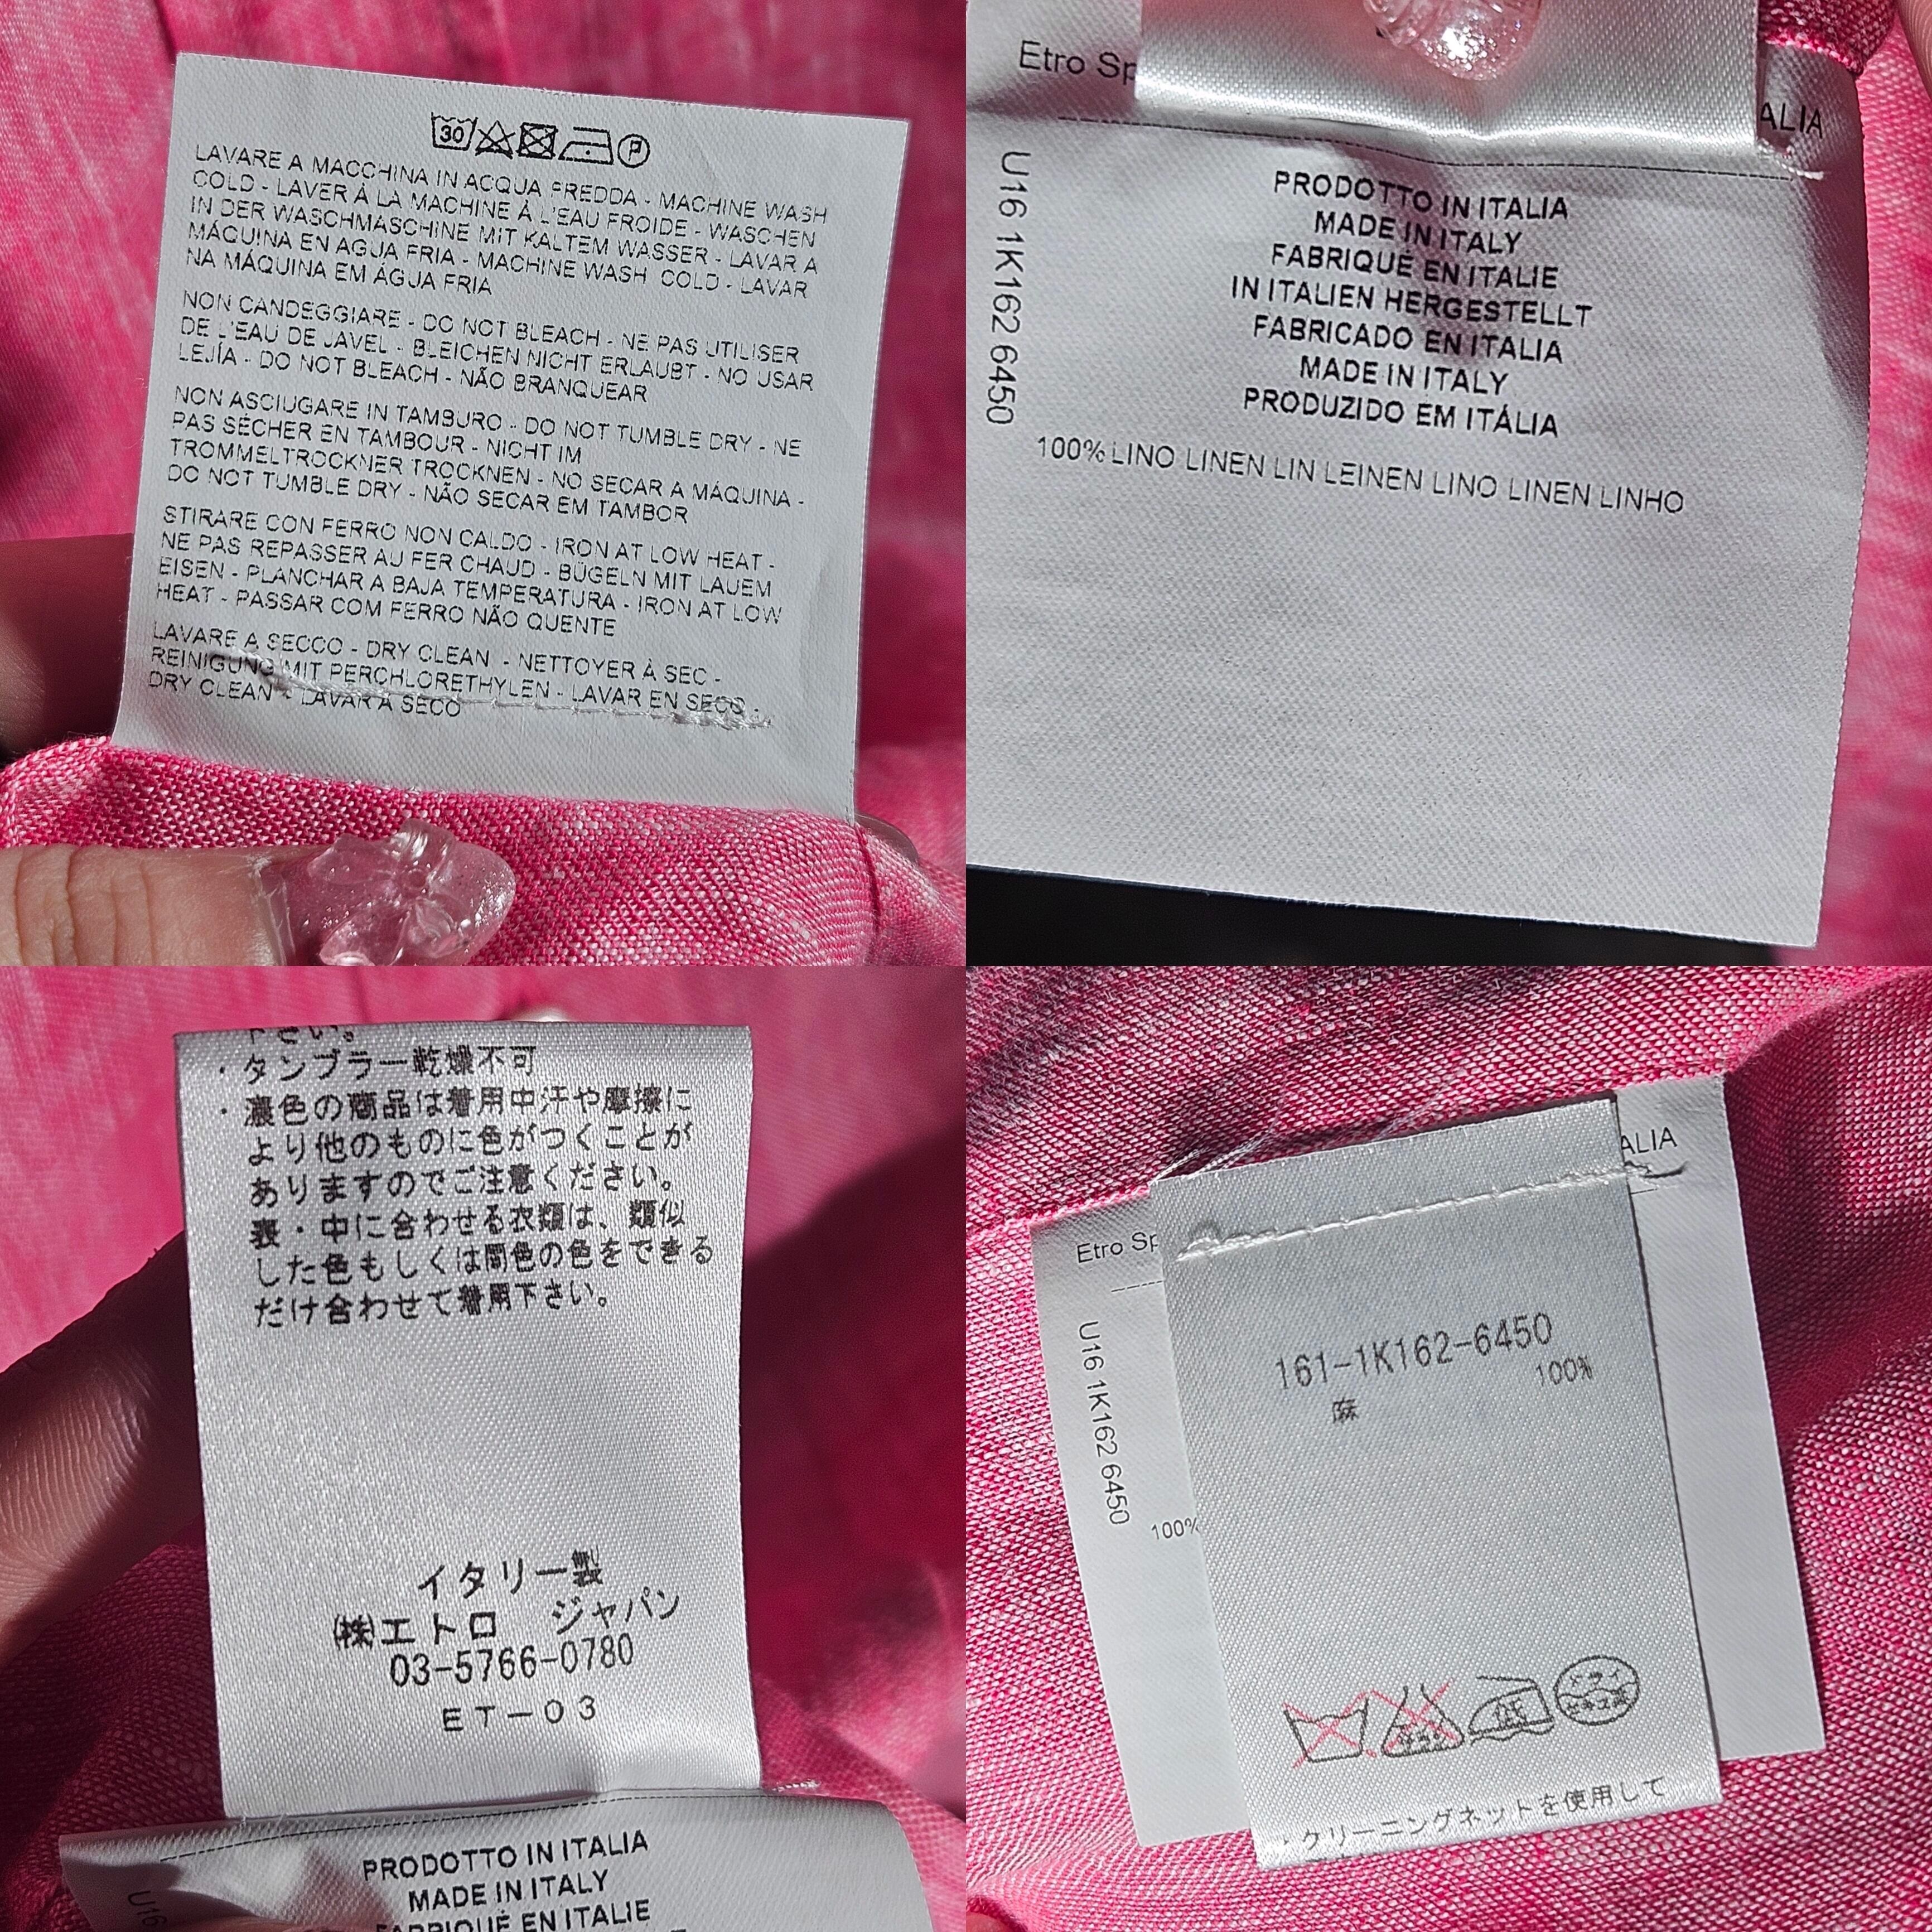 30
P
LAVARE A MACCHINA IN ACQUA FREDDA - MACHINE WASH
COLD - LAVER À LA MACHINE À L'EAU FROIDE - WASCHEN
IN DER WASCHMASCHINE MIT KALTEM WASSER - LAVAR A
MÁQUINA EN AGUA FRIA - MACHINE WASH COLD - LAVAR
NA MÁQUINA EM ÁGUA FRIA
NON CANDEGGIARE - DO NOT BLEACH - NE PAS UTILISER
DE L'EAU DE JAVEL - BLEICHEN NICHT ERLAUBT - NO USAR
LEJÍA - DO NOT BLEACH - NÃO BRANQUEAR
NON ASCIUGARE IN TAMBURO - DO NOT TUMBLE DRY - NE
PAS SÉCHER EN TAMBOUR - NICHT IM
TROMMELTROCKNER TROCKNEN - NO SECAR A MÁQUINA -
DO NOT TUMBLE DRY - NÃO SECAR EM TAMBOR
STIRARE CON FERRO NON CALDO - IRON AT LOW HEAT -
NE PAS REPASSER AU FER CHAUD - BÜGELN MIT LAUEM
EISEN - PLANCHAR A BAJA TEMPERATURA - IRON AT LOW
HEAT - PASSAR COM FERRO NÃO QUENTE
LAVARE A SECCO - DRY CLEAN - NETTOYER À SEC -
REINIGUNG MIT PERCHLORETHYLEN - LAVAR EN SECO -
DRY CLEAN - LAVAR A SECO
Etro Sp
ALIA
U16 1K162 6450
PRODOTTO IN ITALIA
MADE IN ITALY
FABRIQUÉ EN ITALIE
IN ITALIEN HERGESTELLT
FABRICADO EN ITALIA
MADE IN ITALY
PRODUZIDO EM ITÁLIA
100% LINO LINEN LIN LEINEN LINO LINEN LINHO
下さい。
・タンブラー乾燥不可
・濃色の商品は着用中汗や摩擦に
より他のものに色がつくことが
ありますのでご注意ください。
表・中に合わせる衣類は、類似
した色もしくは同色の色をできる
だけ合わせて着用下さい。
イタリー製
㈱エトロ ジャパン
03-5766-0780
ET-03
PRODOTTO IN ITALIA
MADE IN ITALY
FABRIQUÉ EN ITALIE
U16
Etro Sp
ALIA
U16 1K162 6450
100%
161-1K162-6450
麻 100%
低
ドライ
・クリーニングネットを使用して